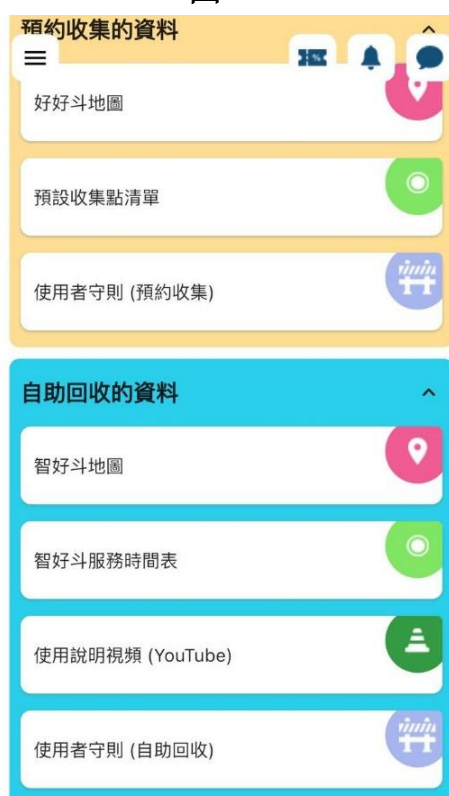 預約收集的資料
好好斗地圖
預設收集點清單
使用者守則 (預約收集)
自助回收的資料
智好斗地圖
智好斗服務時間表
使用說明視頻 (YouTube)
使用者守則 (自助回收)